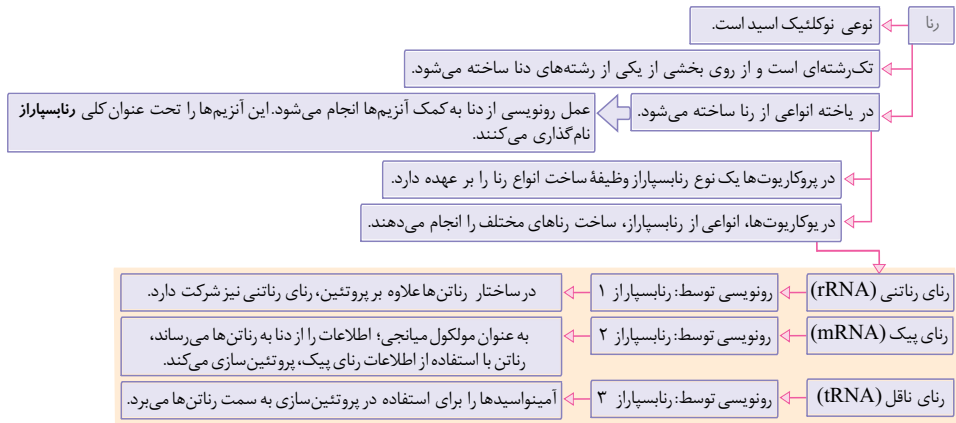 رنا
نوعی نوکلئیک اسید است.
تک‌رشته‌ای است و از روی بخشی از یکی از رشته‌های دنا ساخته می‌شود.
در یاخته انواعی از رنا ساخته می‌شود.
عمل رونویسی از دنا به کمک آنزیم‌ها انجام می‌شود. این آنزیم‌ها را تحت عنوان کلی رنابسپاراز
نام‌گذاری می‌کنند.
در پروکاریوت‌ها یک نوع رنابسپاراز وظیفهٔ ساخت انواع رنا را بر عهده دارد.
در یوکاریوت‌ها، انواعی از رنابسپاراز، ساخت رناهای مختلف را انجام می‌دهند.
رنای رناتنی (rRNA)
رونویسی توسط: رنابسپاراز ۱
در ساختار رناتن‌ها علاوه بر پروتئین، رنای رناتنی نیز شرکت دارد.
رنای پیک (mRNA)
رونویسی توسط: رنابسپاراز ۲
به عنوان مولکول میانجی؛ اطلاعات را از دنا به رناتن‌ها می‌رساند،
رناتن با استفاده از اطلاعات رنای پیک، پروتئین‌سازی می‌کند.
رنای ناقل (tRNA)
رونویسی توسط: رنابسپاراز ۳
آمینواسیدها را برای استفاده در پروتئین‌سازی به سمت رناتن‌ها می‌برد.